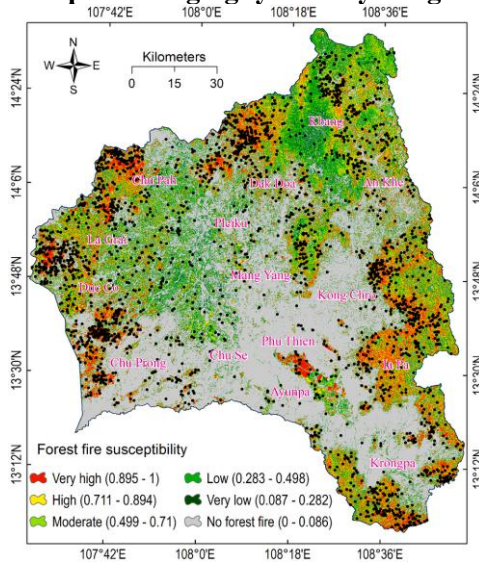 107°42'E 108°0'E 108°18'E 108°36'E
N
W E
S
Kilometers
0 15 30
14°24'N 14°24'N
Kbang
14°6'N 14°6'N
Chu Pah Dak Doa An Khe
Pleiku
La Grai
Mang Yang
13°48'N 13°48'N
Duc Co
Kong Chro
Phu Thien
13°30'N 13°30'N
Chu Prong Chu Se Ia Pa
Ayunpa
Krongpa
13°12'N 13°12'N
Forest fire susceptibility
Very high (0.895 - 1) Low (0.283 - 0.498)
High (0.711 - 0.894) Very low (0.087 - 0.282)
Moderate (0.499 - 0.71) No forest fire (0 - 0.086)
107°42'E 108°0'E 108°18'E 108°36'E